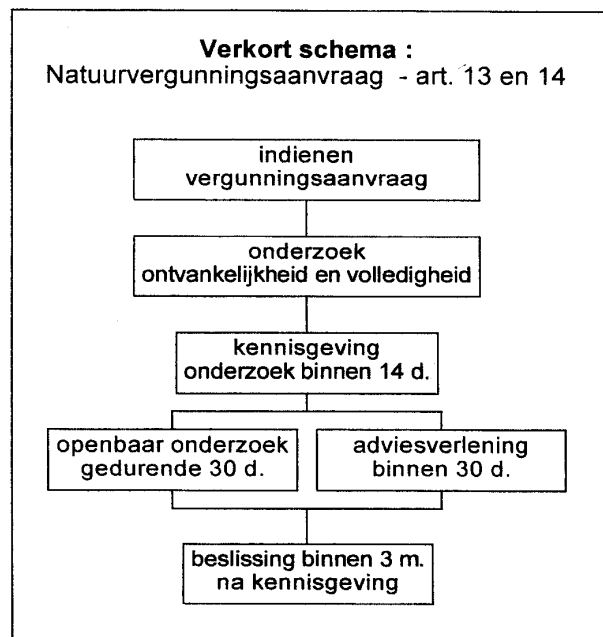 Verkort schema :
Natuurvergunningsaanvraag - art. 13 en 14
indienen
vergunningsaanvraag
onderzoek
ontvankelijkheid en volledigheid
kennisgeving
onderzoek binnen 14 d.
openbaar onderzoek
gedurende 30 d.
adviesverlening
binnen 30 d.
beslissing binnen 3 m.
na kennisgeving